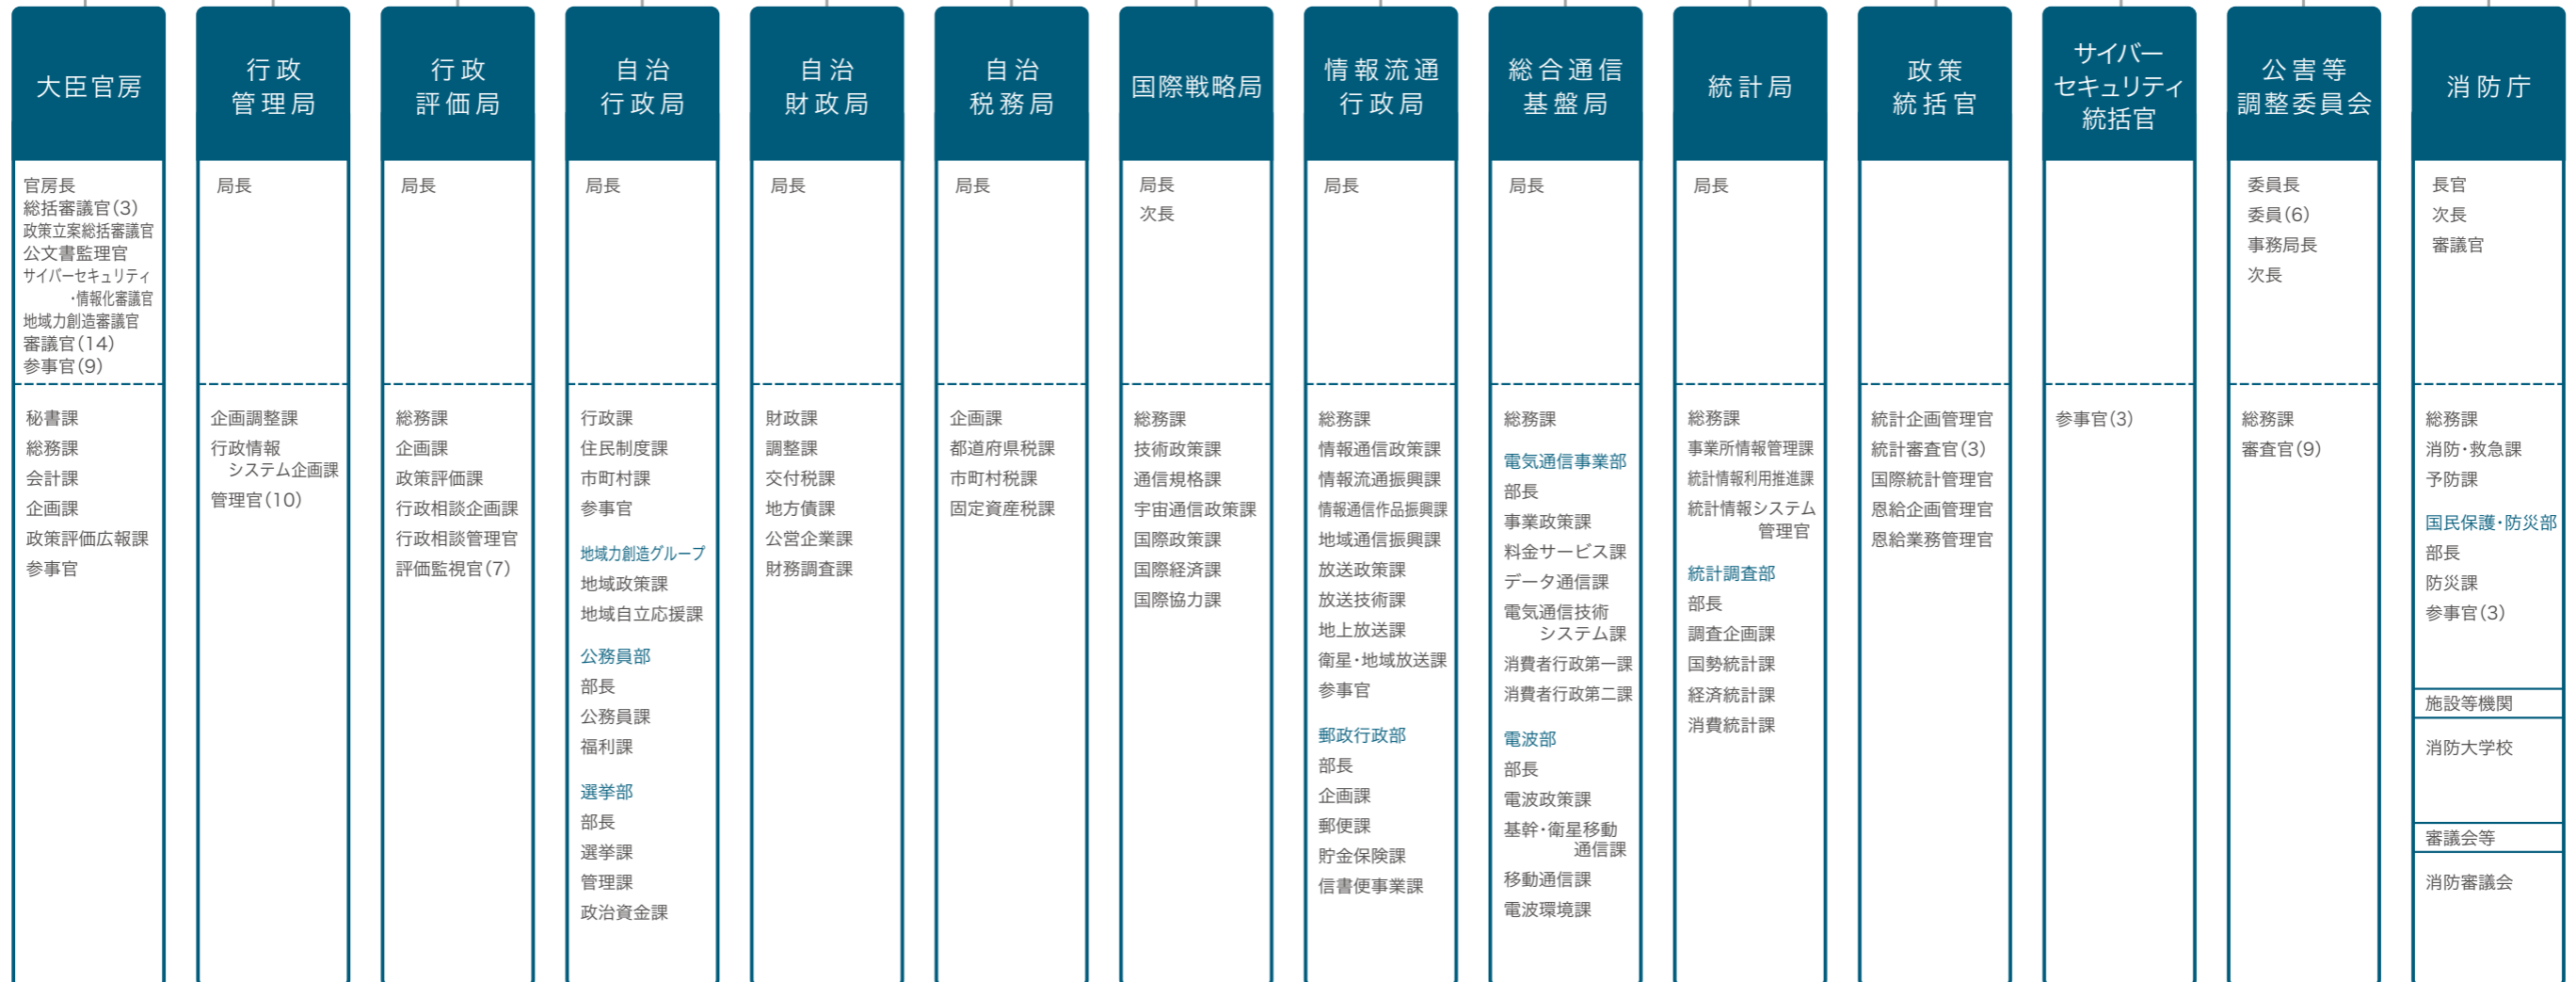 大臣官房
官房長
総括審議官(3)
政策立案総括審議官
公文書監理官
サイバーセキュリティ
・情報化審議官
地域力創造審議官
審議官(14)
参事官(9)
秘書課
総務課
会計課
企画課
政策評価広報課
参事官
行政
管理局
局長
企画調整課
行政情報
システム企画課
管理官(10)
行政
評価局
局長
総務課
企画課
政策評価課
行政相談企画課
行政相談管理官
評価監視官(7)
自治
行政局
局長
行政課
住民制度課
市町村課
参事官
地域力創造グループ
地域政策課
地域自立応援課
公務員部
部長
公務員課
福利課
選挙部
部長
選挙課
管理課
政治資金課
自治
財政局
局長
財政課
調整課
交付税課
地方債課
公営企業課
財務調査課
自治
税務局
局長
企画課
都道府県税課
市町村税課
固定資産税課
国際戦略局
局長
次長
総務課
技術政策課
通信規格課
宇宙通信政策課
国際政策課
国際経済課
国際協力課
情報流通
行政局
局長
総務課
情報通信政策課
情報流通振興課
情報通信作品振興課
地域通信振興課
放送政策課
放送技術課
地上放送課
衛星・地域放送課
参事官
郵政行政部
部長
企画課
郵便課
貯金保険課
信書便事業課
総合通信
基盤局
局長
総務課
電気通信事業部
部長
事業政策課
料金サービス課
データ通信課
電気通信技術
システム課
消費者行政第一課
消費者行政第二課
電波部
部長
電波政策課
基幹・衛星移動
通信課
移動通信課
電波環境課
統計局
局長
総務課
事業所情報管理課
統計情報利用推進課
統計情報システム
管理官
統計調査部
部長
調査企画課
国勢統計課
経済統計課
消費統計課
政策
統括官
統計企画管理官
統計審査官(3)
国際統計管理官
恩給企画管理官
恩給業務管理官
サイバー
セキュリティ
統括官
参事官(3)
公害等
調整委員会
委員長
委員(6)
事務局長
次長
総務課
審査官(9)
消防庁
長官
次長
審議官
総務課
消防・救急課
予防課
国民保護・防災部
部長
防災課
参事官(3)
施設等機関
消防大学校
審議会等
消防審議会